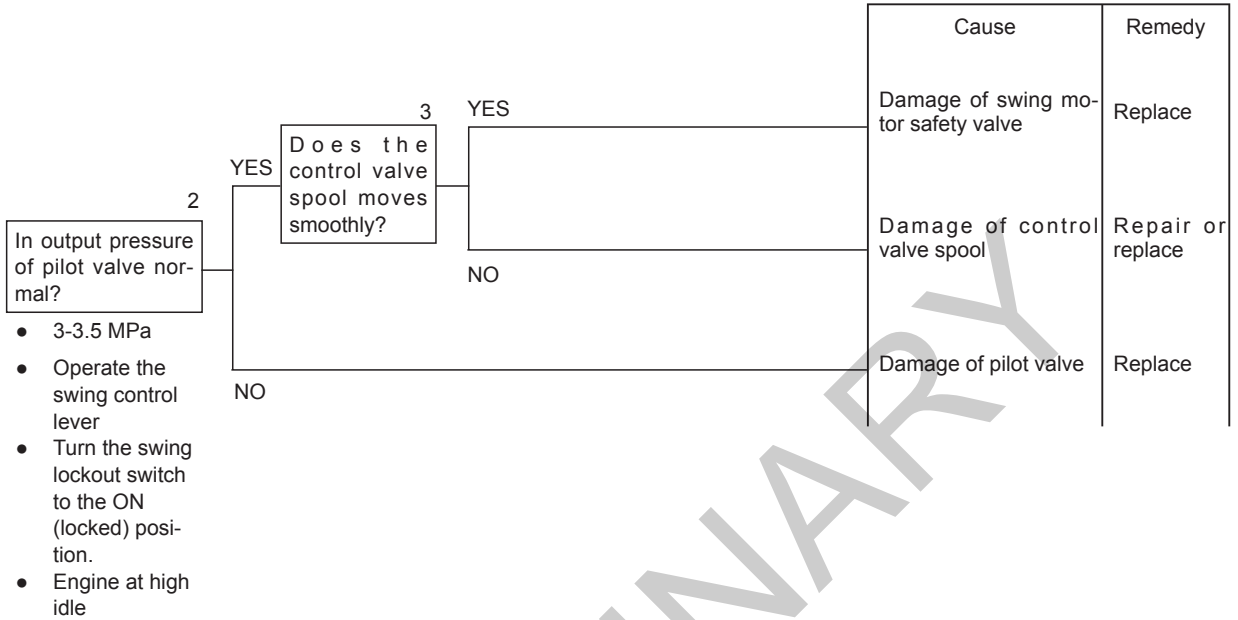 Cause
Remedy
3
YES
Damage of swing mo-
tor safety valve
Replace
Does the
control valve
spool moves
smoothly?
YES
2
In output pressure
of pilot valve nor-
mal?
NO
Damage of control
valve spool
Repair or
replace
● 3-3.5 MPa
● Operate the
swing control
lever
● Turn the swing
lockout switch
to the ON
(locked) posi-
tion.
● Engine at high
idle
NO
Damage of pilot valve
Replace
INARY